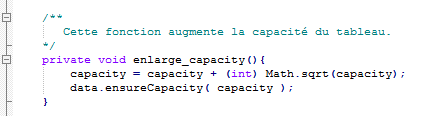 /**
Cette fonction augmente la capacité du tableau.
*/
private void enlarge_capacity(){
capacity = capacity + (int) Math.sqrt(capacity);
data.ensureCapacity( capacity );
}